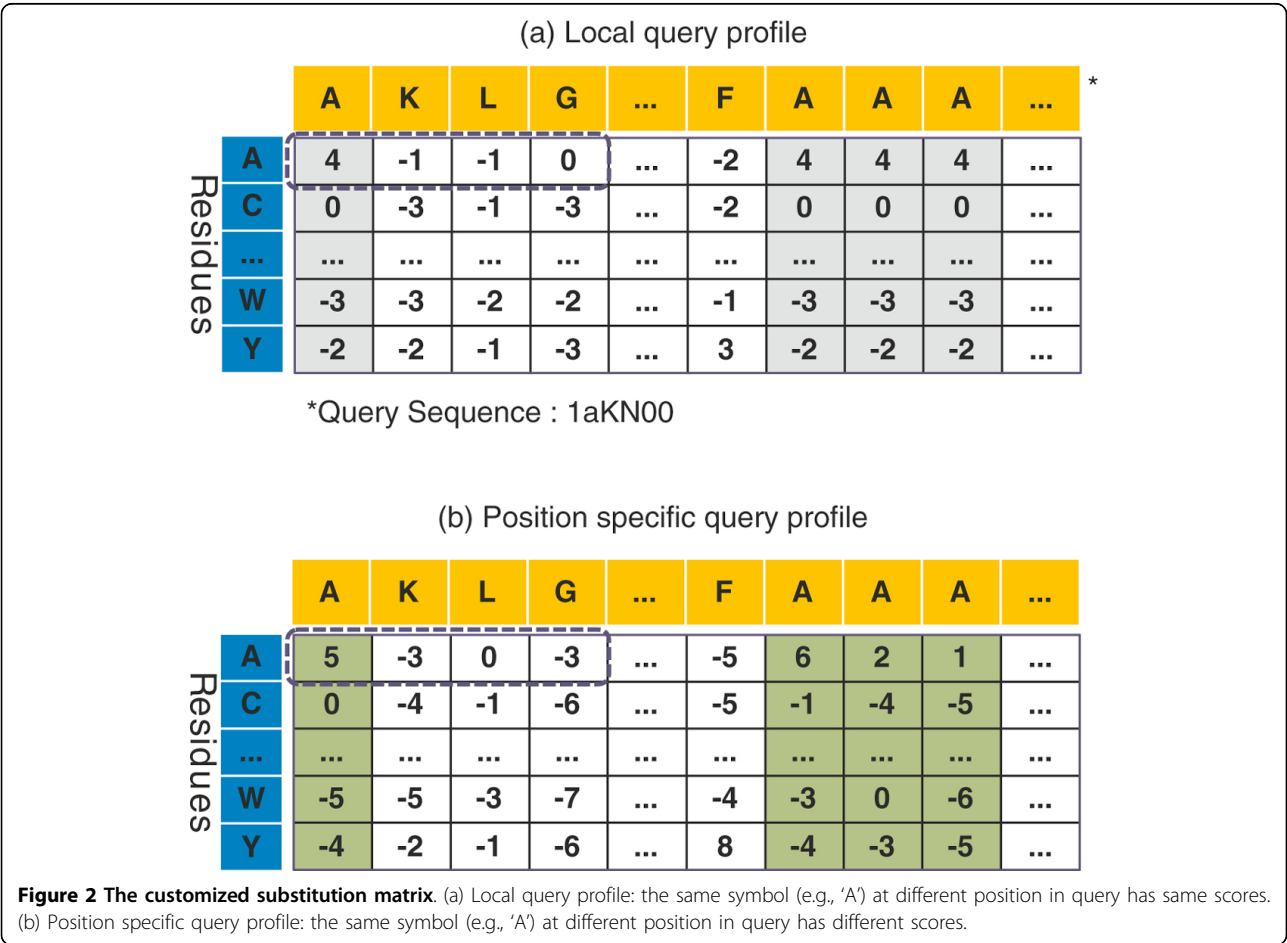 (a) Local query profile
A K L G ... F A A A ... *
Residues
A 4 -1 -1 0 ... -2 4 4 4 ...
C 0 -3 -1 -3 ... -2 0 0 0 ...
... ... ... ... ... ... ... ... ... ... ...
W -3 -3 -2 -2 ... -1 -3 -3 -3 ...
Y -2 -2 -1 -3 ... 3 -2 -2 -2 ...
*Query Sequence : 1aKN00
(b) Position specific query profile
A K L G ... F A A A ...
Residues
A 5 -3 0 -3 ... -5 6 2 1 ...
C 0 -4 -1 -6 ... -5 -1 -4 -5 ...
... ... ... ... ... ... ... ... ... ... ...
W -5 -5 -3 -7 ... -4 -3 0 -6 ...
Y -4 -2 -1 -6 ... 8 -4 -3 -5 ...
Figure 2 The customized substitution matrix. (a) Local query profile: the same symbol (e.g., ‘A’) at different position in query has same scores.
(b) Position specific query profile: the same symbol (e.g., ‘A’) at different position in query has different scores.